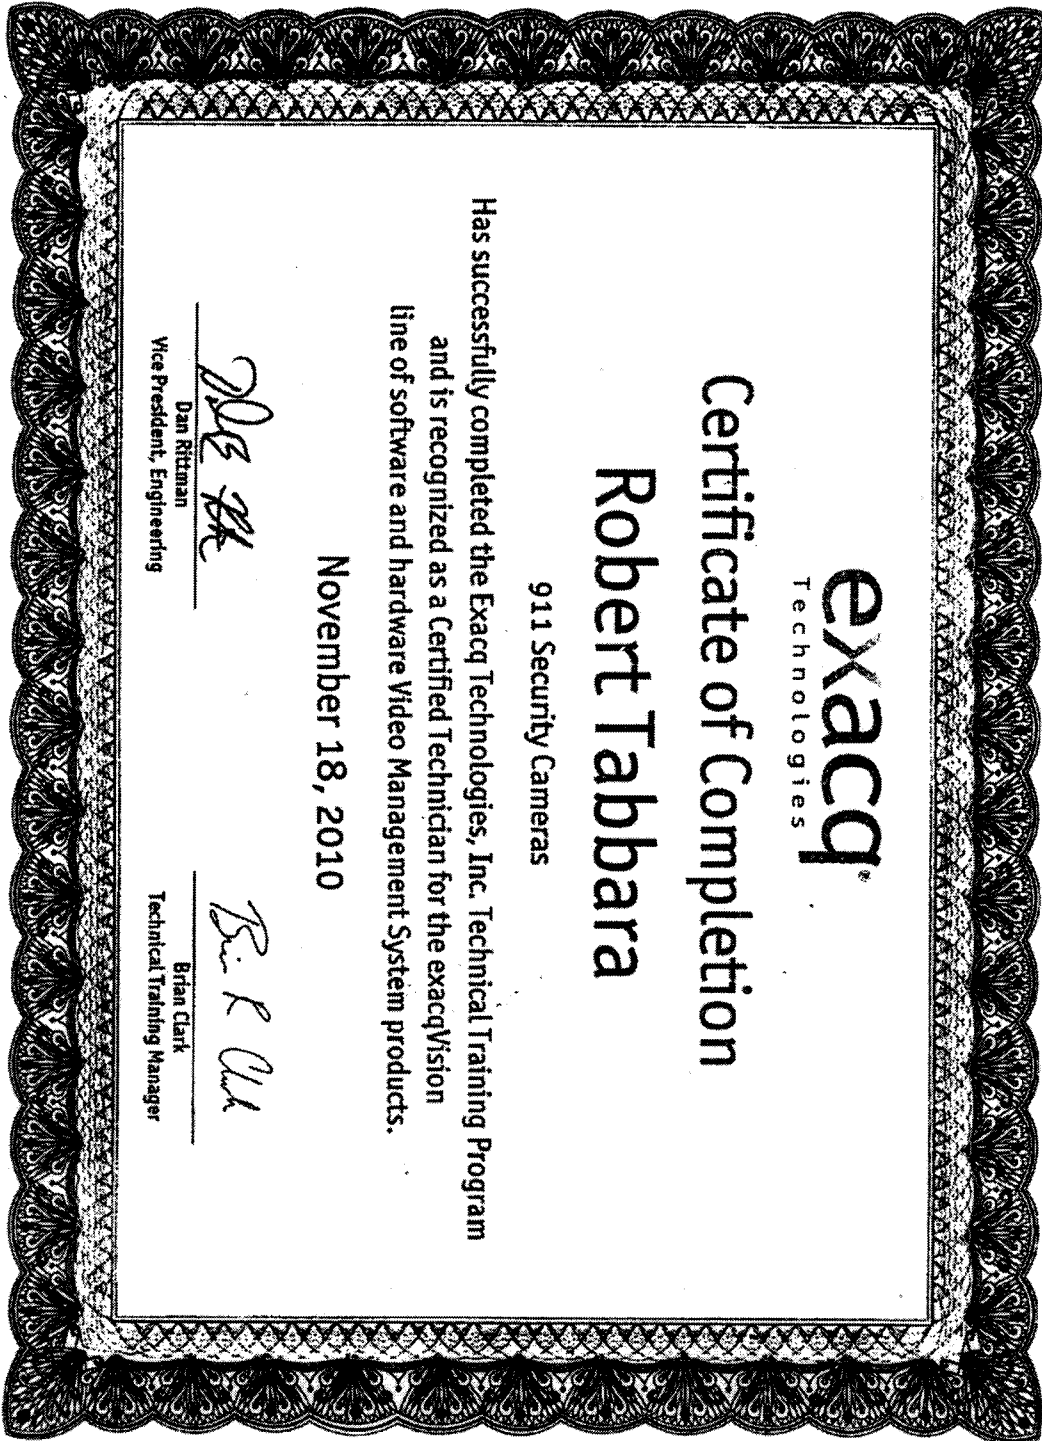 exacq®
Technologies
Certificate of Completion
Robert Tabbara
911 Security Cameras
Has successfully completed the Exacq Technologies, Inc. Technical Training Program
and is recognized as a Certified Technician for the exacqVision
line of software and hardware Video Management System products.
November 18, 2010
Dan Rittman
Vice President, Engineering
Brian R Clark
Brian Clark
Technical Training Manager